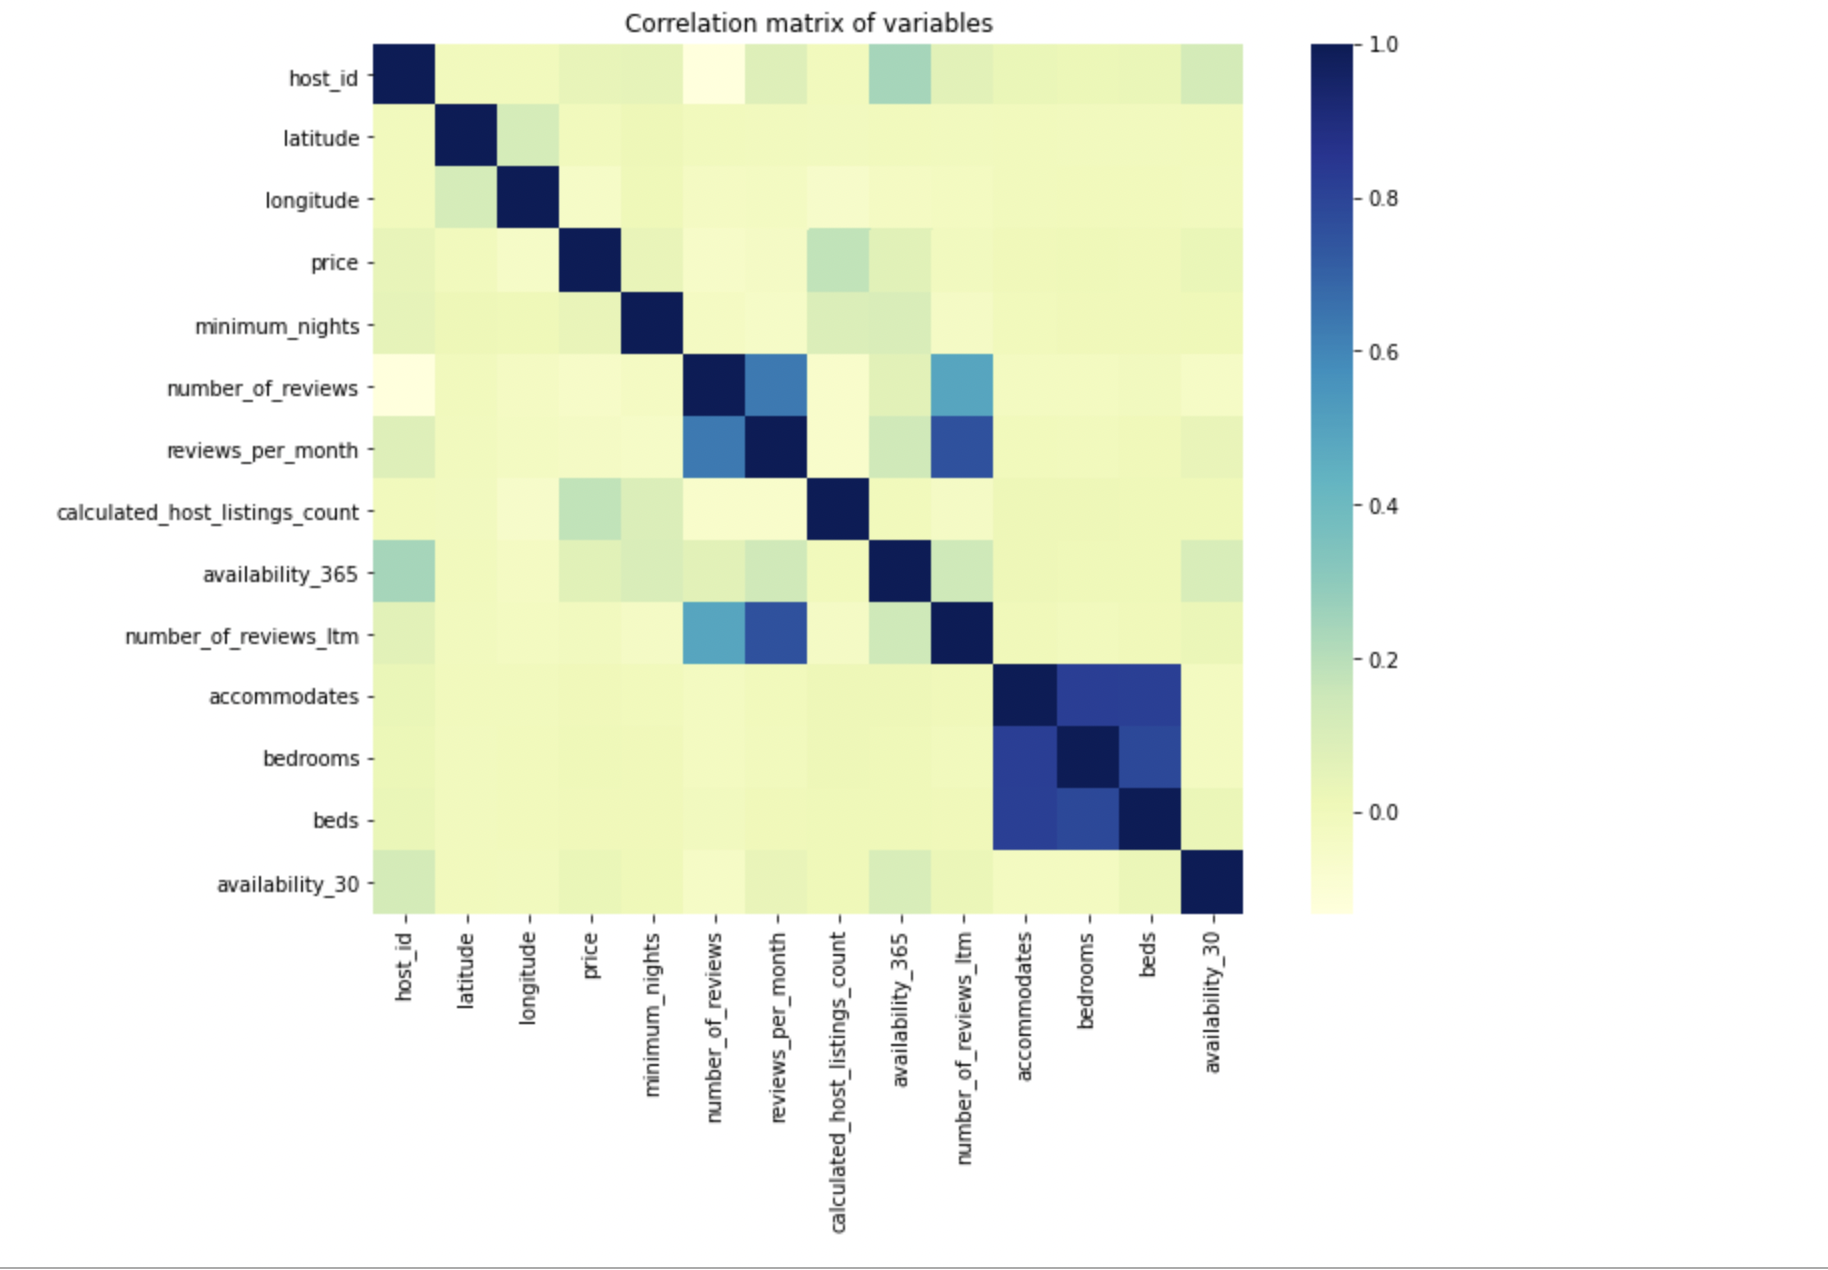 Correlation matrix of variables
host_id
latitude
longitude
price
minimum_nights
number_of_reviews
reviews_per_month
calculated_host_listings_count
availability_365
number_of_reviews_ltm
accommodates
bedrooms
beds
availability_30
host_id
latitude
longitude
price
minimum_nights
number_of_reviews
reviews_per_month
calculated_host_listings_count
availability_365
number_of_reviews_ltm
accommodates
bedrooms
beds
availability_30
1.0
0.8
0.6
0.4
0.2
0.0